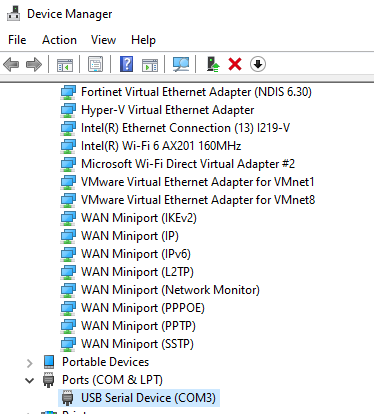 Device Manager
File Action View Help
Fortinet Virtual Ethernet Adapter (NDIS 6.30)
Hyper-V Virtual Ethernet Adapter
Intel(R) Ethernet Connection (13) I219-V
Intel(R) Wi-Fi 6 AX201 160MHz
Microsoft Wi-Fi Direct Virtual Adapter #2
VMware Virtual Ethernet Adapter for VMnet1
VMware Virtual Ethernet Adapter for VMnet8
WAN Miniport (IKEv2)
WAN Miniport (IP)
WAN Miniport (IPv6)
WAN Miniport (L2TP)
WAN Miniport (Network Monitor)
WAN Miniport (PPPOE)
WAN Miniport (PPTP)
WAN Miniport (SSTP)
Portable Devices
Ports (COM & LPT)
USB Serial Device (COM3)